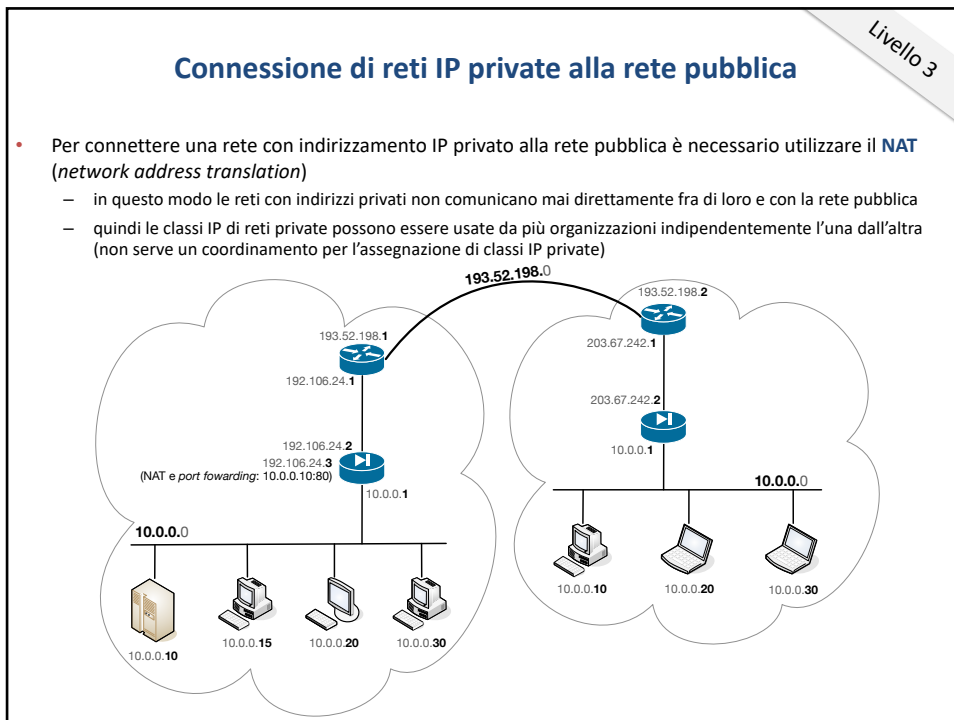 Livello 3
Connessione di reti IP private alla rete pubblica
• Per connettere una rete con indirizzamento IP privato alla rete pubblica è necessario utilizzare il NAT
(network address translation)
– in questo modo le reti con indirizzi privati non comunicano mai direttamente fra di loro e con la rete pubblica
– quindi le classi IP di reti private possono essere usate da più organizzazioni indipendentemente l'una dall'altra
(non serve un coordinamento per l'assegnazione di classi IP private)
193.52.198.0
193.52.198.2
193.52.198.1
203.67.242.1
192.106.24.1
203.67.242.2
192.106.24.2
10.0.0.1
192.106.24.3
(NAT e port fowarding: 10.0.0.10:80)
10.0.0.1
10.0.0.0
10.0.0.0
10.0.0.10
10.0.0.20
10.0.0.30
10.0.0.15
10.0.0.20
10.0.0.30
10.0.0.10